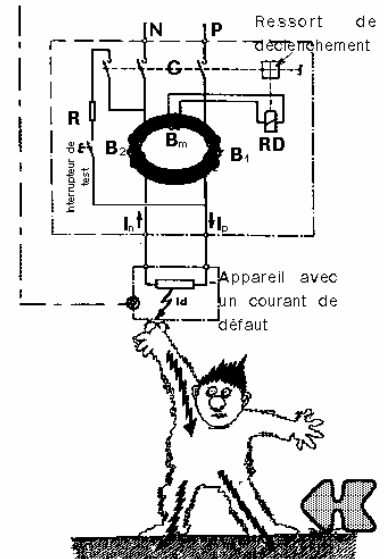 N P
Ressort de
déclenchement
C
R
B₂ Bₘ B₁
RD
Interrupteur de
test
E
Iₙ Iₚ
Appareil avec
un courant de
défaut
Id